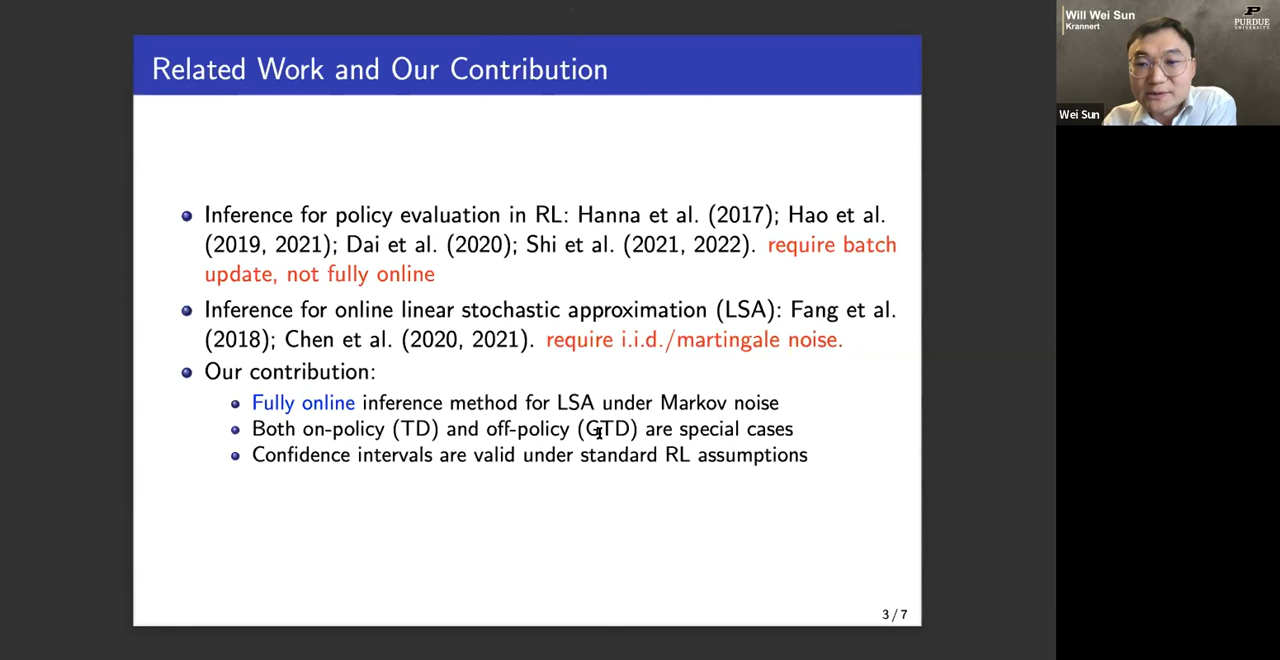 Related Work and Our Contribution
Inference for policy evaluation in RL: Hanna et al. (2017); Hao et al.
(2019, 2021); Dai et al. (2020); Shi et al. (2021, 2022). require batch
update, not fully online
Inference for online linear stochastic approximation (LSA): Fang et al.
(2018); Chen et al. (2020, 2021). require i.i.d./martingale noise.
Our contribution:
Fully online inference method for LSA under Markov noise
Both on-policy (TD) and off-policy (GTD) are special cases
Confidence intervals are valid under standard RL assumptions
3 / 7
Will Wei Sun
Krannert
PURDUE
UNIVERSITY
Wei Sun